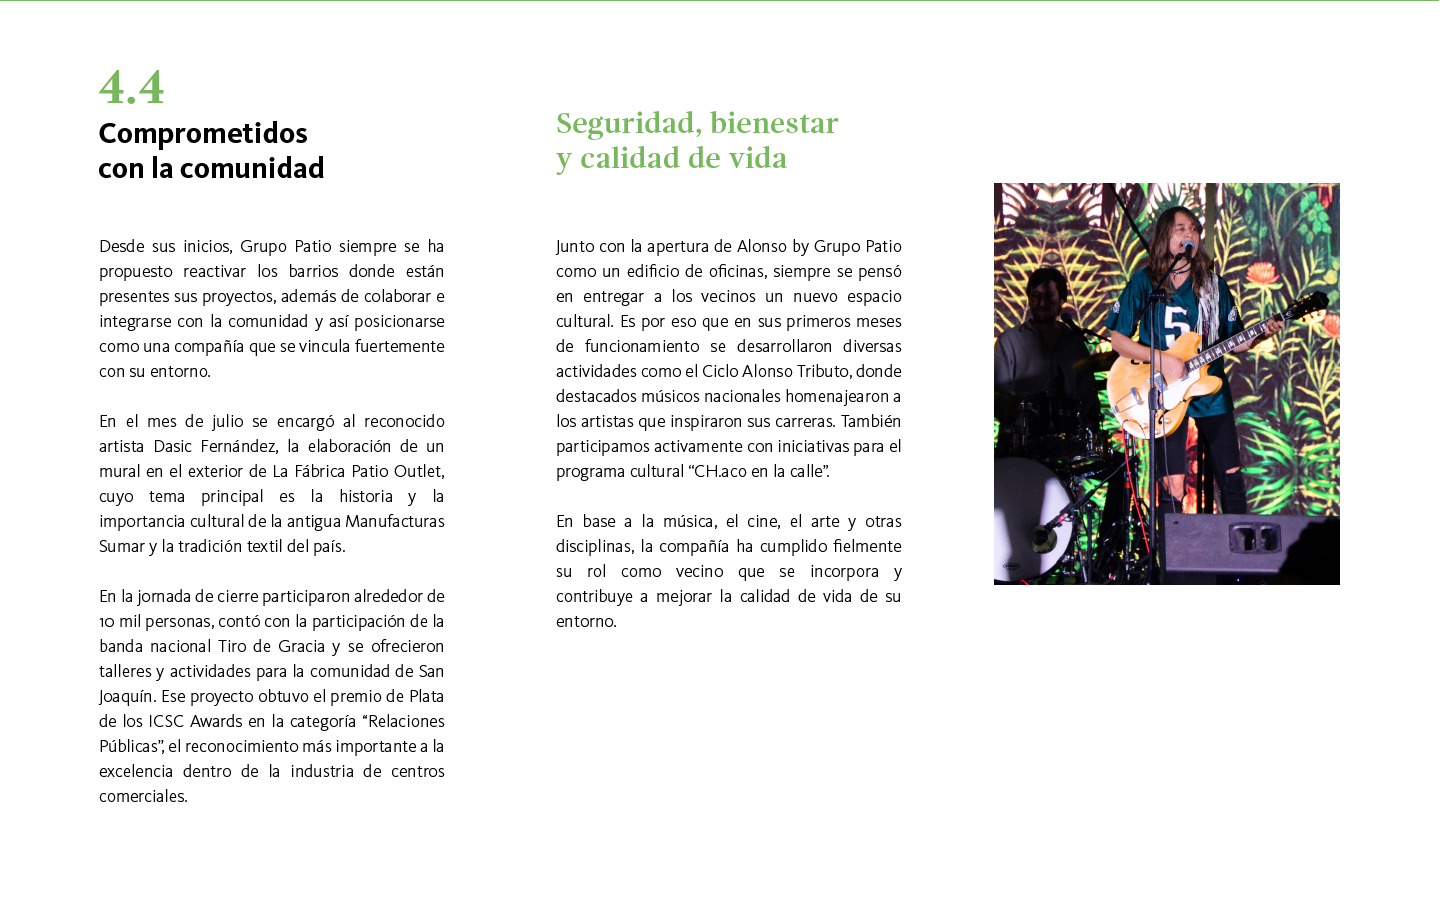 4.4
Comprometidos
con la comunidad
Desde sus inicios, Grupo Patio siempre se ha
propuesto reactivar los barrios donde están
presentes sus proyectos, además de colaborar e
integrarse con la comunidad y así posicionarse
como una compañía que se vincula fuertemente
con su entorno.
En el mes de julio se encargó al reconocido
artista Dasic Fernández, la elaboración de un
mural en el exterior de La Fábrica Patio Outlet,
cuyo tema principal es la historia y la
importancia cultural de la antigua Manufacturas
Sumar y la tradición textil del país.
En la jornada de cierre participaron alrededor de
10 mil personas, contó con la participación de la
banda nacional Tiro de Gracia y se ofrecieron
talleres y actividades para la comunidad de San
Joaquín. Ese proyecto obtuvo el premio de Plata
de los ICSC Awards en la categoría “Relaciones
Públicas”, el reconocimiento más importante a la
excelencia dentro de la industria de centros
comerciales.
Seguridad, bienestar
y calidad de vida
Junto con la apertura de Alonso by Grupo Patio
como un edificio de oficinas, siempre se pensó
en entregar a los vecinos un nuevo espacio
cultural. Es por eso que en sus primeros meses
de funcionamiento se desarrollaron diversas
actividades como el Ciclo Alonso Tributo, donde
destacados músicos nacionales homenajearon a
los artistas que inspiraron sus carreras. También
participamos activamente con iniciativas para el
programa cultural “CH.aco en la calle”.
En base a la música, el cine, el arte y otras
disciplinas, la compañía ha cumplido fielmente
su rol como vecino que se incorpora y
contribuye a mejorar la calidad de vida de su
entorno.
5